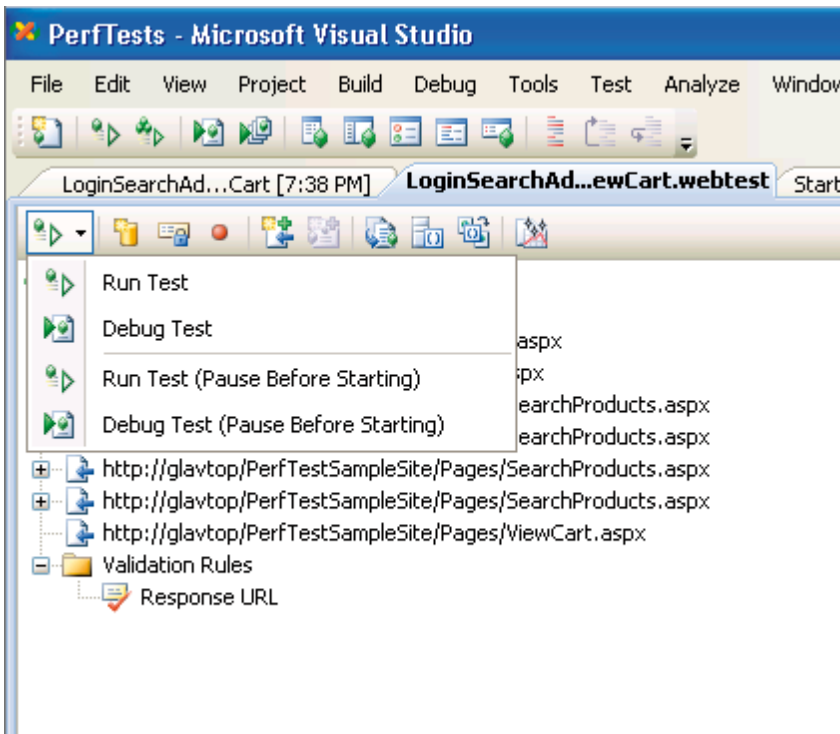 PerfTests - Microsoft Visual Studio
File Edit View Project Build Debug Tools Test Analyze Window
LoginSearchAd...Cart [7:38 PM] LoginSearchAd...ewCart.webtest Start
Run Test
Debug Test
.aspx
Run Test (Pause Before Starting)
px
earchProducts.aspx
Debug Test (Pause Before Starting)
earchProducts.aspx
http://glavtop/PerfTestSampleSite/Pages/SearchProducts.aspx
http://glavtop/PerfTestSampleSite/Pages/SearchProducts.aspx
http://glavtop/PerfTestSampleSite/Pages/ViewCart.aspx
Validation Rules
Response URL